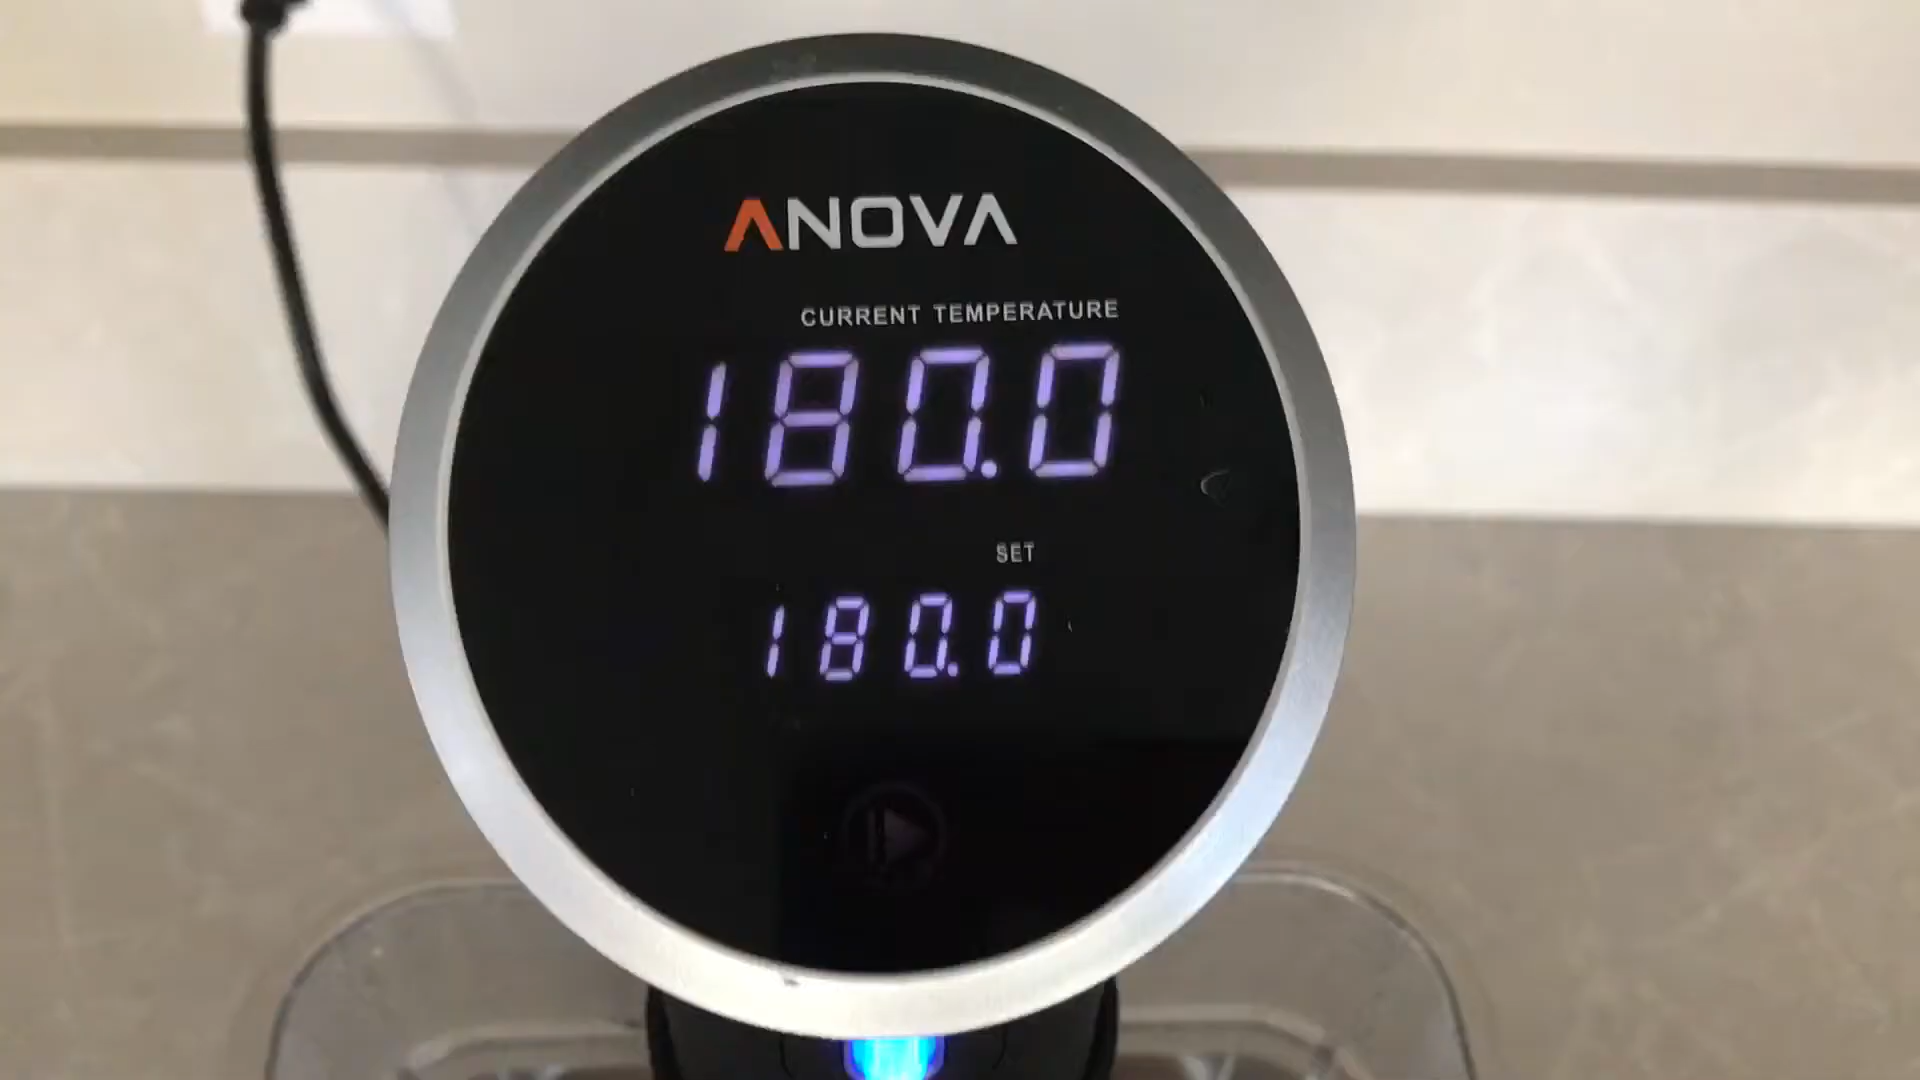 ANOVA
CURRENT TEMPERATURE
180.0
SET
180.0